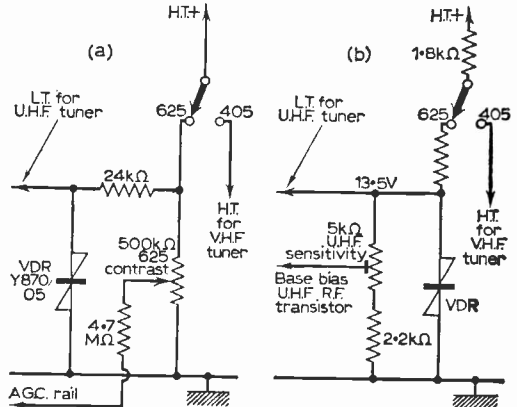 H.T.+
(a)
L.T. for
U.H.F. tuner
625
405
24kΩ
H.T.
for
V.H.F.
tuner
500kΩ
625
contrast
VDR
Y870/
05
4·7
MΩ
A.G.C. rail
H.T.+
(b)
1·8kΩ
L.T. for
U.H.F. tuner
625
405
13·5V
H.T.
for
V.H.F.
tuner
5kΩ
U.H.F.
sensitivity
Base bias
U.H.F. R.F.
transistor
VDR
2·2kΩ